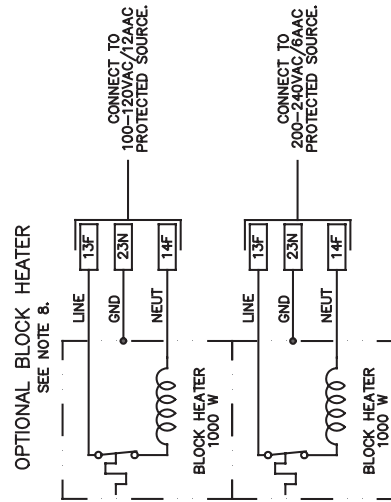 OPTIONAL BLOCK HEATER
SEE NOTE 8.
LINE
13F
GND
23N
NEUT
14F
CONNECT TO
100-120VAC/12AAC
PROTECTED SOURCE.
BLOCK HEATER
1000 W
LINE
13F
GND
23N
NEUT
14F
CONNECT TO
200-240VAC/6AAC
PROTECTED SOURCE.
BLOCK HEATER
1000 W